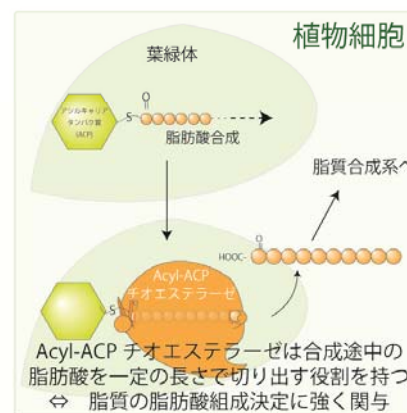 植物細胞
葉緑体
アシルキャリア
タンパク質
(ACP)
S
O
脂肪酸合成
脂質合成系へ
O
HOOC-
Acyl-ACP
チオエステラーゼ
S
Acyl-ACP チオエステラーゼは合成途中の
脂肪酸を一定の長さで切り出す役割を持つ
⇔ 脂質の脂肪酸組成決定に強く関与